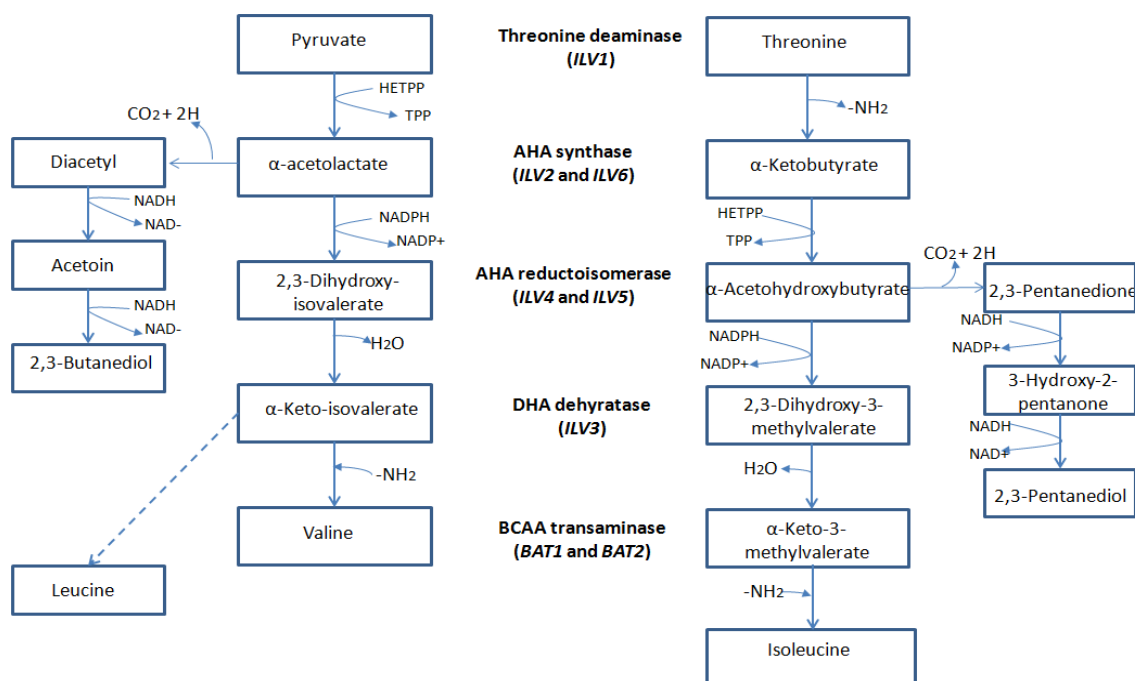 Pyruvate
Threonine deaminase
(ILV1)
Threonine
HETPP
TPP
-NH2
CO2 + 2H
Diacetyl
α-acetolactate
AHA synthase
(ILV2 and ILV6)
α-Ketobutyrate
NADH
NAD-
NADPH
NADP+
HETPP
TPP
Acetoin
2,3-Dihydroxy-
isovalerate
AHA reductoisomerase
(ILV4 and ILV5)
α-Acetohydroxybutyrate
CO2 + 2H
2,3-Pentanedione
NADH
NAD-
H2O
NADPH
NADP+
NADH
NADP+
2,3-Butanediol
α-Keto-isovalerate
DHA dehyratase
(ILV3)
2,3-Dihydroxy-3-
methylvalerate
3-Hydroxy-2-
pentanone
-NH2
H2O
NADH
NAD+
Valine
BCAA transaminase
(BAT1 and BAT2)
α-Keto-3-
methylvalerate
2,3-Pentanediol
Leucine
-NH2
Isoleucine